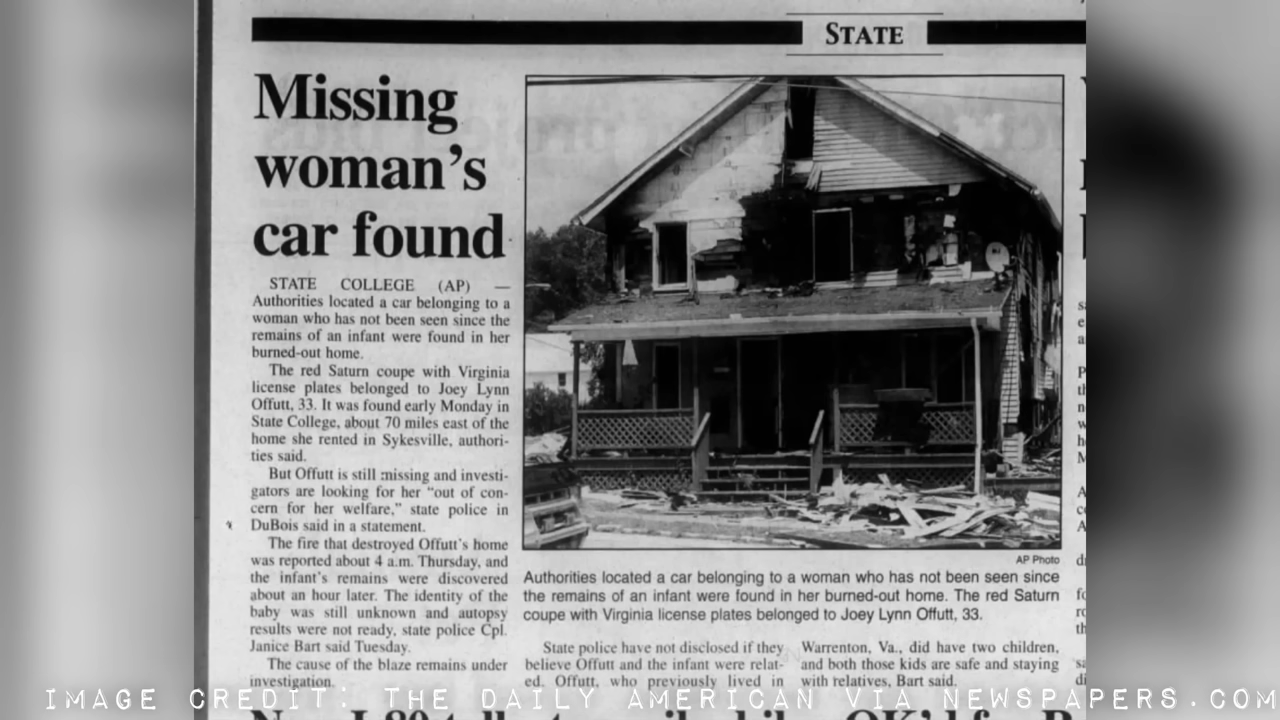 STATE
Missing
woman's
car found
STATE COLLEGE (AP) —
Authorities located a car belonging to a
woman who has not been seen since the
remains of an infant were found in her
burned-out home.
The red Saturn coupe with Virginia
license plates belonged to Joey Lynn
Offutt, 33. It was found early Monday in
State College, about 70 miles east of the
home she rented in Sykesville, authori-
ties said.
But Offutt is still missing and investi-
gators are looking for her “out of con-
cern for her welfare,” state police in
DuBois said in a statement.
The fire that destroyed Offutt's home
was reported about 4 a.m. Thursday, and
the infant's remains were discovered
about an hour later. The identity of the
baby was still unknown and autopsy
results were not ready, state police Cpl.
Janice Bart said Tuesday.
The cause of the blaze remains under
investigation.
AP Photo
Authorities located a car belonging to a woman who has not been seen since
the remains of an infant were found in her burned-out home. The red Saturn
coupe with Virginia license plates belonged to Joey Lynn Offutt, 33.
State police have not disclosed if they
believe Offutt and the infant were relat-
ed. Offutt, who previously lived in
Warrenton, Va., did have two children,
and both those kids are safe and staying
with relatives, Bart said.
IMAGE CREDIT: THE DAILY AMERICAN VIA NEWSPAPERS.COM